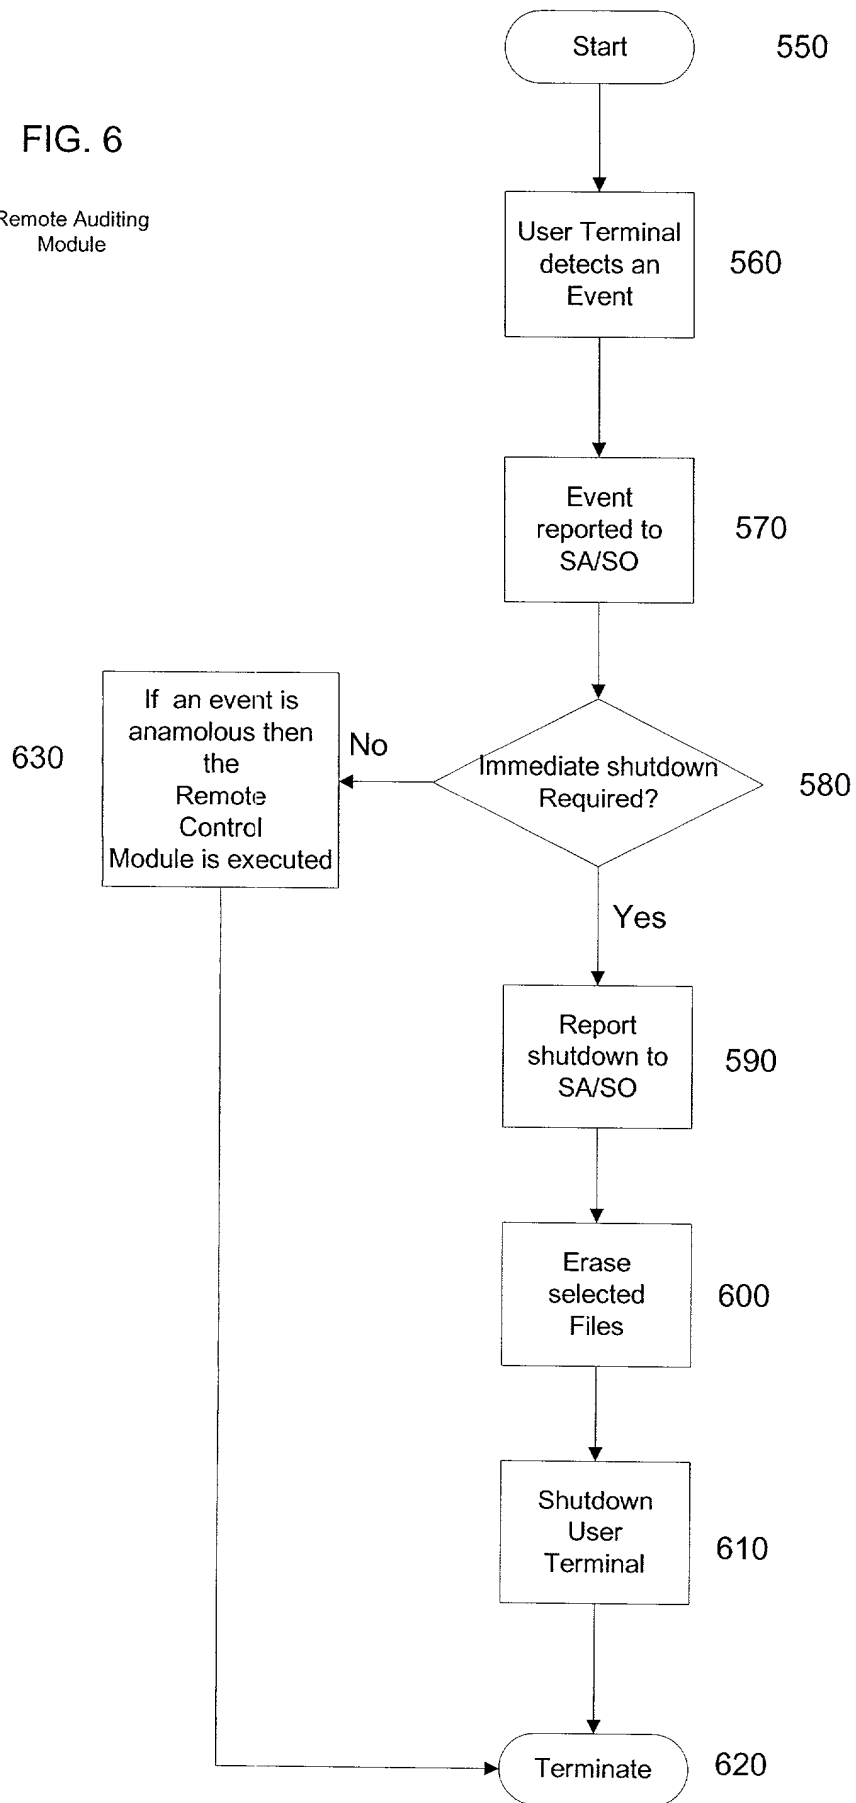 Start
550
FIG. 6
Remote Auditing
Module
User Terminal
detects an
Event
560
Event
reported to
SA/SO
570
Immediate shutdown
Required?
580
No
If an event is
anamolous then
the
Remote
Control
Module is executed
630
Yes
Report
shutdown to
SA/SO
590
Erase
selected
Files
600
Shutdown
User
Terminal
610
Terminate
620